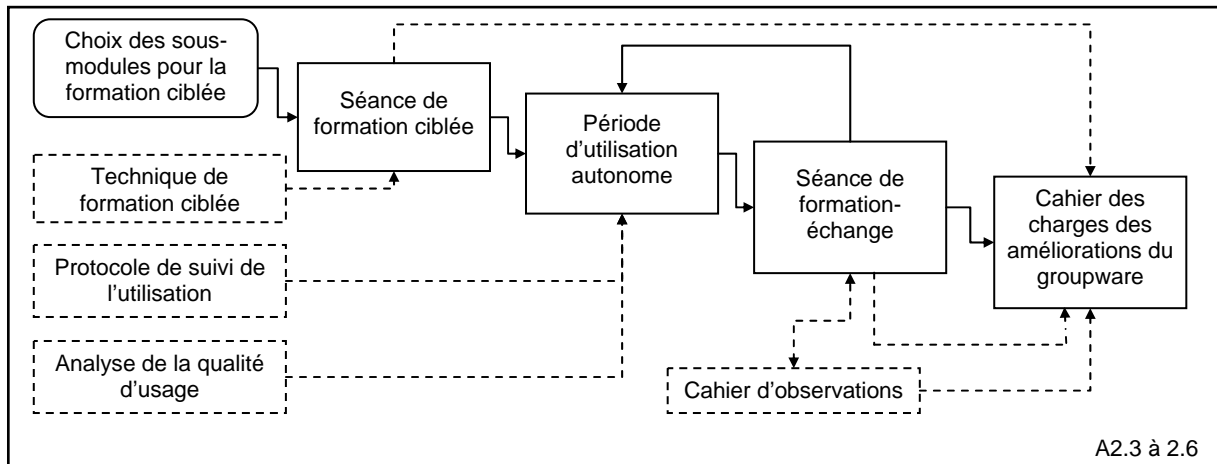 Choix des sous-
modules pour la
formation ciblée
Séance de
formation ciblée
Période
d'utilisation
autonome
Séance de
formation-
échange
Cahier des
charges des
améliorations du
groupware
Technique de
formation ciblée
Protocole de suivi de
l'utilisation
Analyse de la qualité
d'usage
Cahier d'observations
A2.3 à 2.6